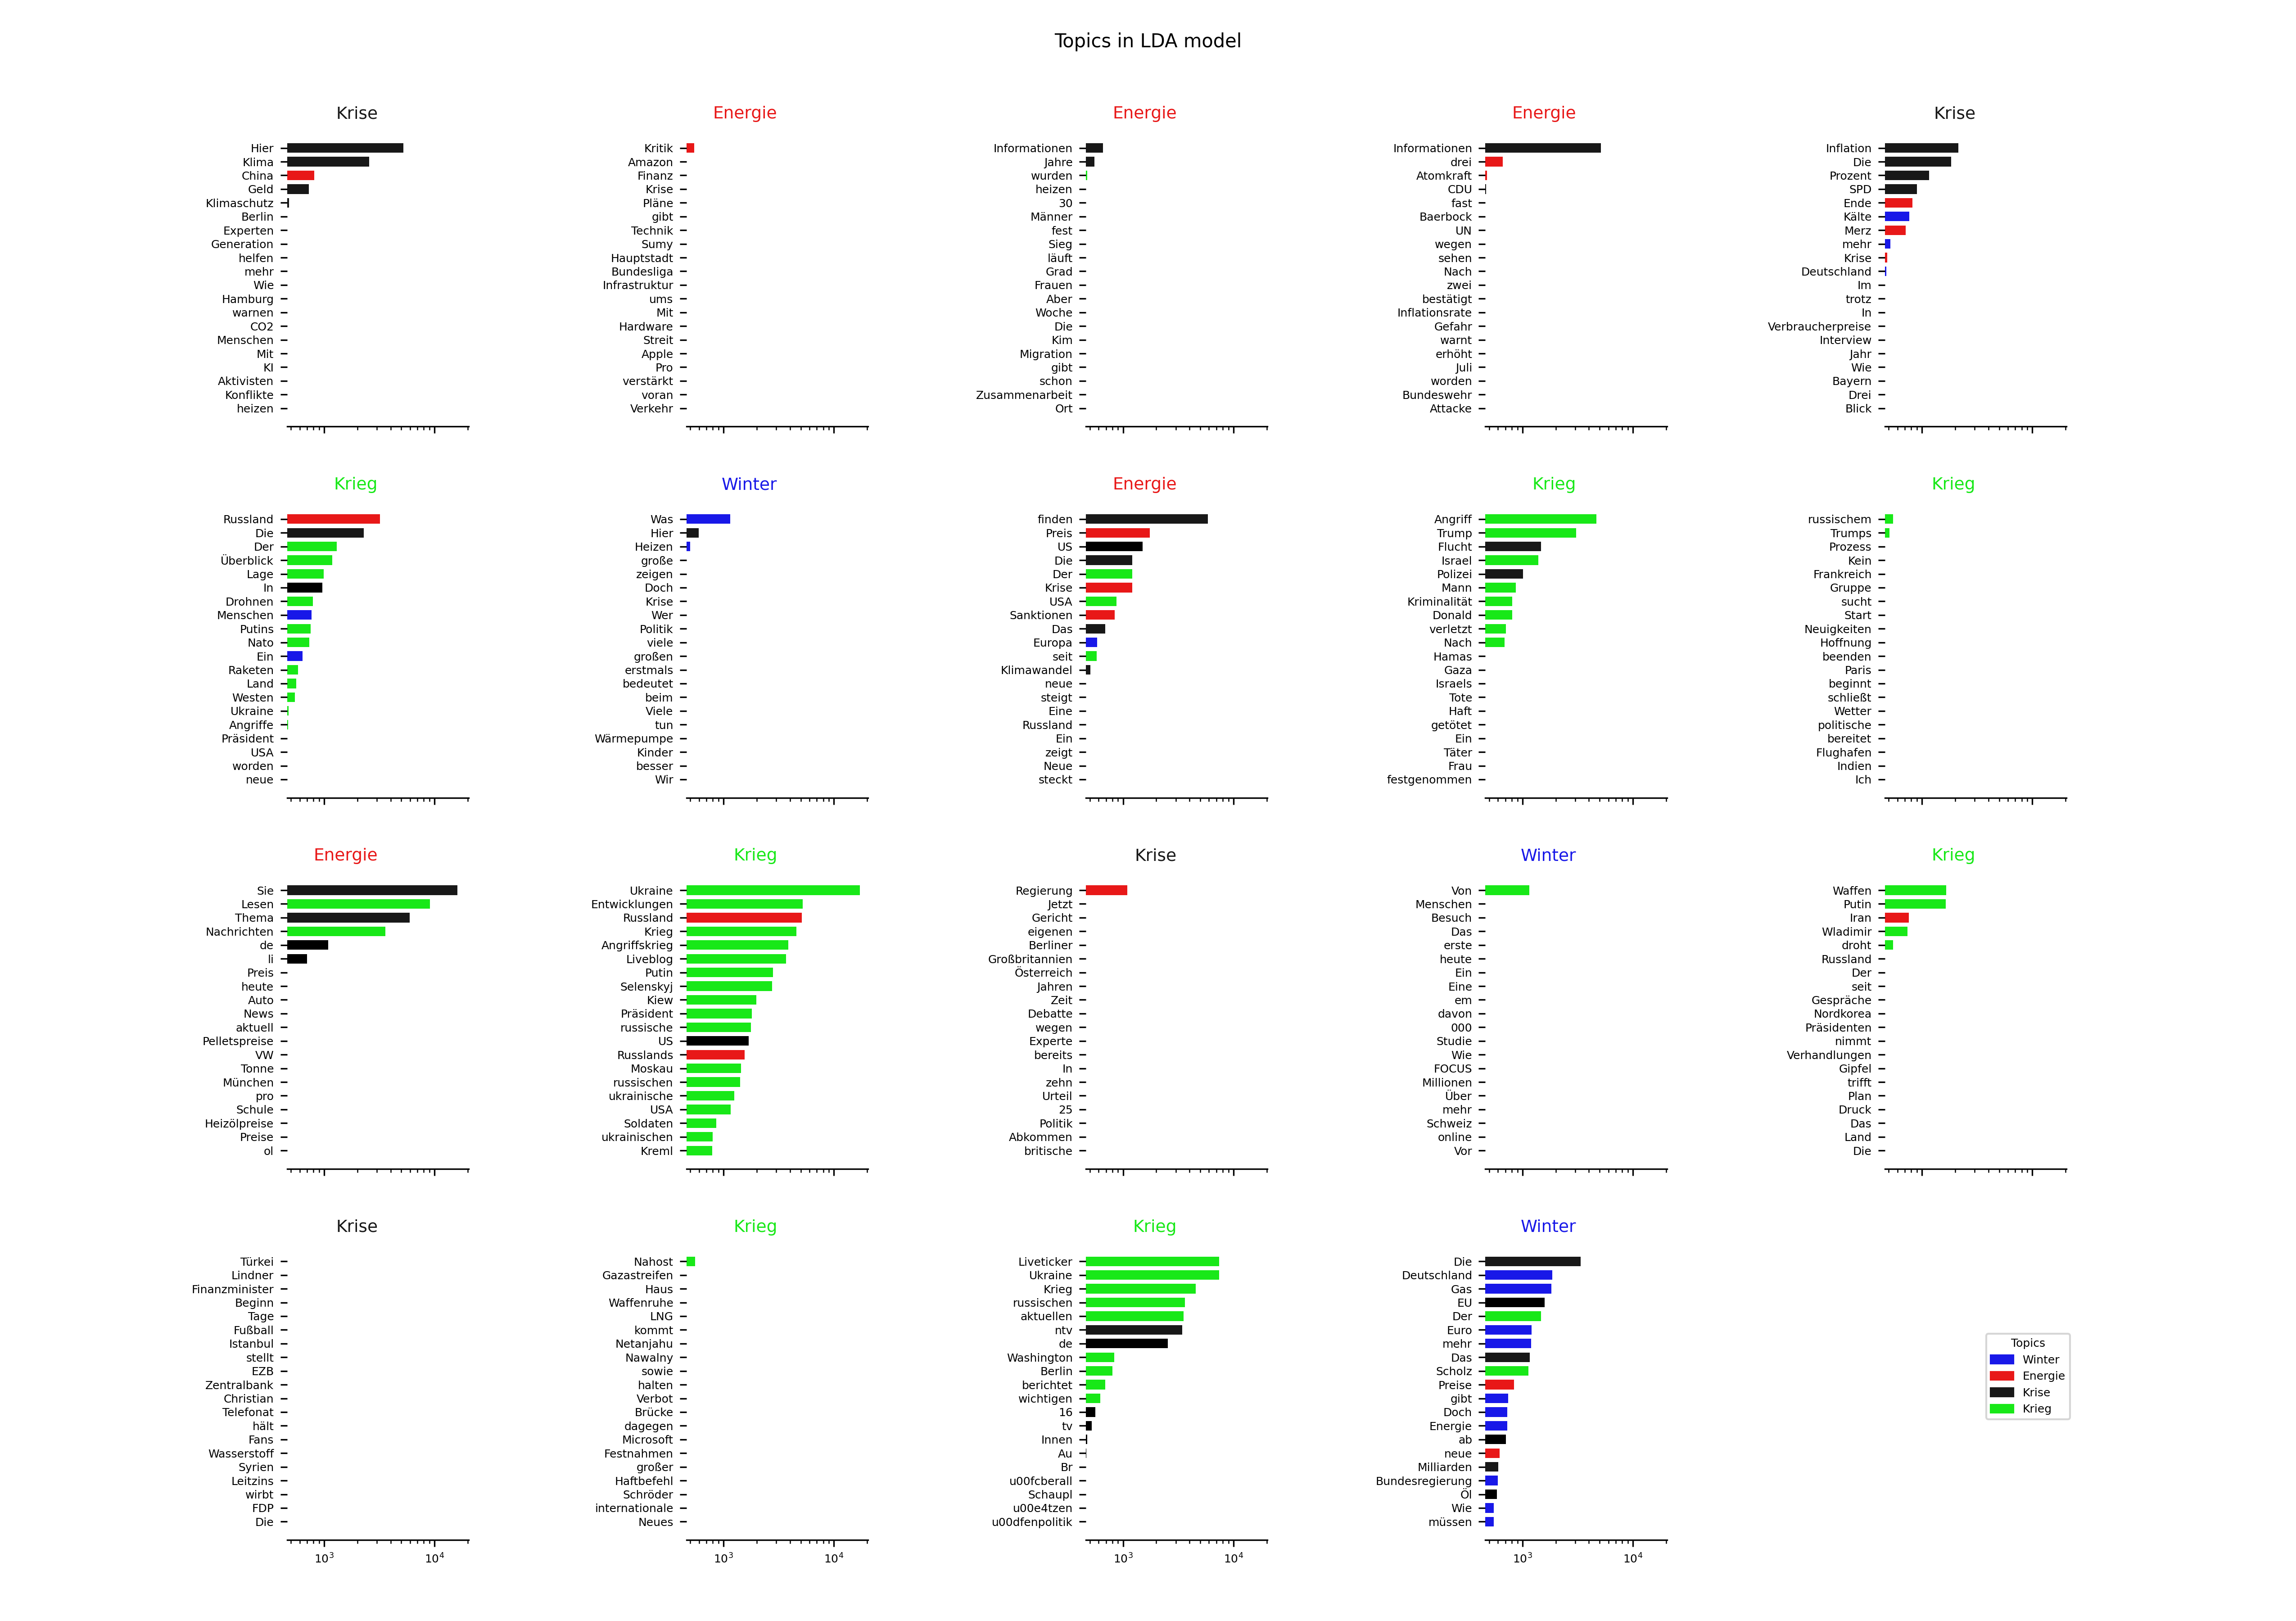 Topics in LDA model
Krise
Hier
Klima
China
Geld
Klimaschutz
Berlin
Experten
Generation
helfen
mehr
Wie
Hamburg
warnen
CO2
Menschen
Mit
KI
Aktivisten
Konflikte
heizen
Energie
Kritik
Amazon
Finanz
Krise
Pläne
gibt
Technik
Sumy
Hauptstadt
Bundesliga
Infrastruktur
ums
Mit
Hardware
Streit
Apple
Pro
verstärkt
voran
Verkehr
Energie
Informationen
Jahre
wurden
heizen
30
Männer
fest
Sieg
läuft
Grad
Frauen
Aber
Woche
Die
Kim
Migration
gibt
schon
Zusammenarbeit
Ort
Energie
Informationen
drei
Atomkraft
CDU
fast
Baerbock
UN
wegen
sehen
Nach
zwei
bestätigt
Inflationsrate
Gefahr
warnt
erhöht
Juli
worden
Bundeswehr
Attacke
Krise
Inflation
Die
Prozent
SPD
Ende
Kälte
Merz
mehr
Krise
Deutschland
Im
trotz
In
Verbraucherpreise
Interview
Jahr
Wie
Bayern
Drei
Blick
Krieg
Russland
Die
Der
Überblick
Lage
In
Drohnen
Menschen
Putins
Nato
Ein
Raketen
Land
Westen
Ukraine
Angriffe
Präsident
USA
worden
neue
Winter
Was
Hier
Heizen
große
zeigen
Doch
Krise
Wer
Politik
viele
großen
erstmals
bedeutet
beim
Viele
tun
Wärmepumpe
Kinder
besser
Wir
Energie
finden
Preis
US
Die
Der
Krise
USA
Sanktionen
Das
Europa
seit
Klimawandel
neue
steigt
Eine
Russland
Ein
zeigt
Neue
steckt
Krieg
Angriff
Trump
Flucht
Israel
Polizei
Mann
Kriminalität
Donald
verletzt
Nach
Hamas
Gaza
Israels
Tote
Haft
getötet
Ein
Täter
Frau
festgenommen
Krieg
russischem
Trumps
Prozess
Kein
Frankreich
Gruppe
sucht
Start
Neuigkeiten
Hoffnung
beenden
Paris
beginnt
schließt
Wetter
politische
bereitet
Flughafen
Indien
Ich
Energie
Sie
Lesen
Thema
Nachrichten
de
li
Preis
heute
Auto
News
aktuell
Pelletspreise
VW
Tonne
München
pro
Schule
Heizölpreise
Preise
ol
Krieg
Ukraine
Entwicklungen
Russland
Krieg
Angriffskrieg
Liveblog
Putin
Selenskyj
Kiew
Präsident
russische
US
Russlands
Moskau
russischen
ukrainische
USA
Soldaten
ukrainischen
Kreml
Krise
Regierung
Jetzt
Gericht
eigenen
Berliner
Großbritannien
Österreich
Jahren
Zeit
Debatte
wegen
Experte
bereits
In
zehn
Urteil
25
Politik
Abkommen
britische
Winter
Von
Menschen
Besuch
Das
erste
heute
Ein
Eine
em
davon
000
Studie
Wie
FOCUS
Millionen
Über
mehr
Schweiz
online
Vor
Krieg
Waffen
Putin
Iran
Wladimir
droht
Russland
Der
seit
Gespräche
Nordkorea
Präsidenten
nimmt
Verhandlungen
Gipfel
trifft
Plan
Druck
Das
Land
Die
Krise
Türkei
Lindner
Finanzminister
Beginn
Tage
Fußball
Istanbul
stellt
EZB
Zentralbank
Christian
Telefonat
hält
Fans
Wasserstoff
Syrien
Leitzins
wirbt
FDP
Die
10³
10⁴
Krieg
Nahost
Gazastreifen
Haus
Waffenruhe
LNG
kommt
Netanjahu
Nawalny
sowie
halten
Verbot
Brücke
dagegen
Microsoft
Festnahmen
großer
Haftbefehl
Schröder
internationale
Neues
10³
10⁴
Krieg
Liveticker
Ukraine
Krieg
russischen
aktuellen
ntv
de
Washington
Berlin
berichtet
wichtigen
16
tv
Innen
Au
Br
u00fcberall
Schaupl
u00e4tzen
u00dfenpolitik
10³
10⁴
Winter
Die
Deutschland
Gas
EU
Der
Euro
mehr
Das
Scholz
Preise
gibt
Doch
Energie
ab
neue
Milliarden
Bundesregierung
Öl
Wie
müssen
10³
10⁴
Topics
Winter
Energie
Krise
Krieg